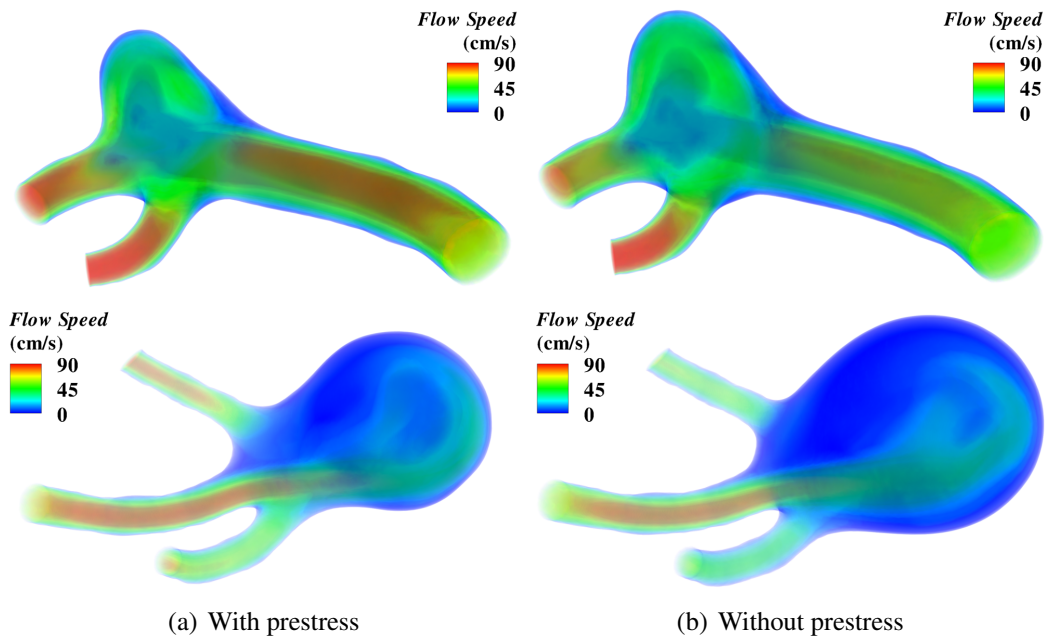 Flow Speed
(cm/s)
90
45
0
Flow Speed
(cm/s)
90
45
0
Flow Speed
(cm/s)
90
45
0
Flow Speed
(cm/s)
90
45
0
(a) With prestress
(b) Without prestress